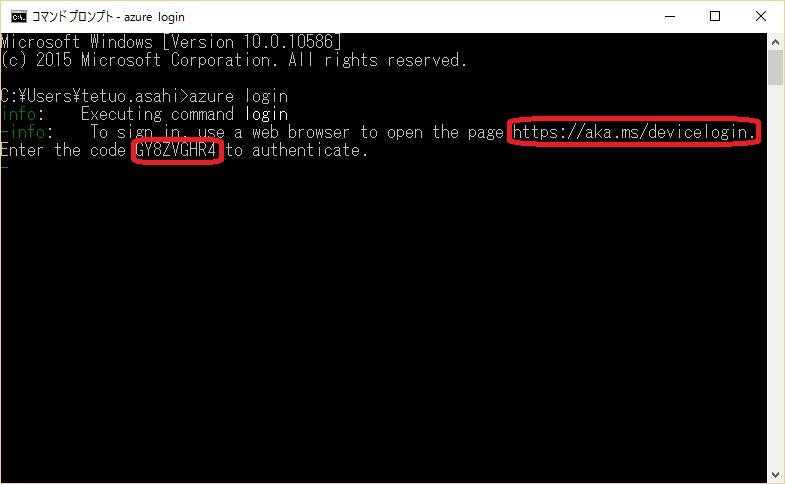 コマンド プロンプト - azure login
Microsoft Windows [Version 10.0.10586]
(c) 2015 Microsoft Corporation. All rights reserved.
C:¥Users¥tetuo.asahi>azure login
info:    Executing command login
-info:    To sign in, use a web browser to open the page https://aka.ms/devicelogin.
Enter the code GY8ZVGHR4 to authenticate.